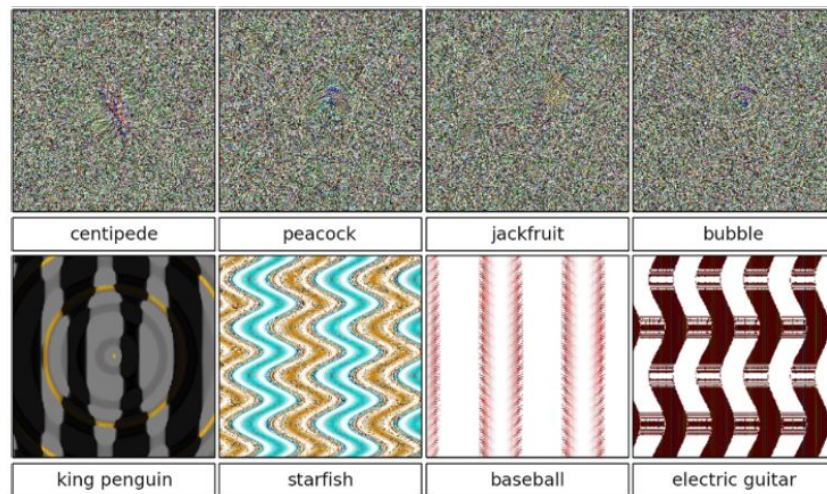 centipede
peacock
jackfruit
bubble
king penguin
starfish
baseball
electric guitar